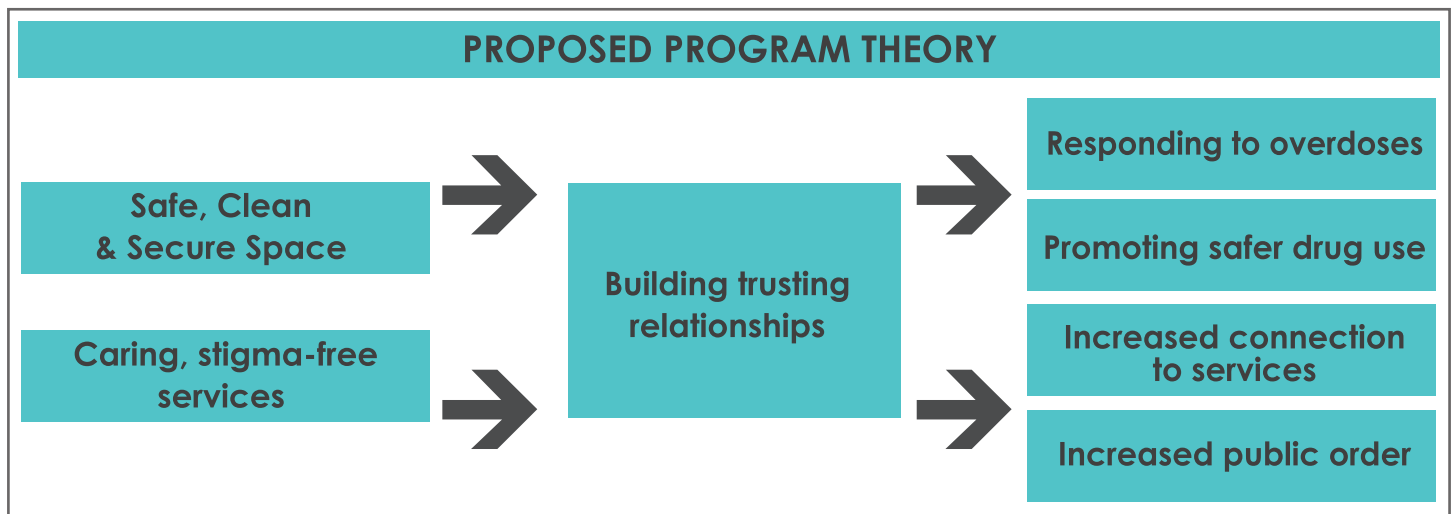 PROPOSED PROGRAM THEORY
Safe, Clean
& Secure Space
Caring, stigma-free
services
Building trusting
relationships
Responding to overdoses
Promoting safer drug use
Increased connection
to services
Increased public order